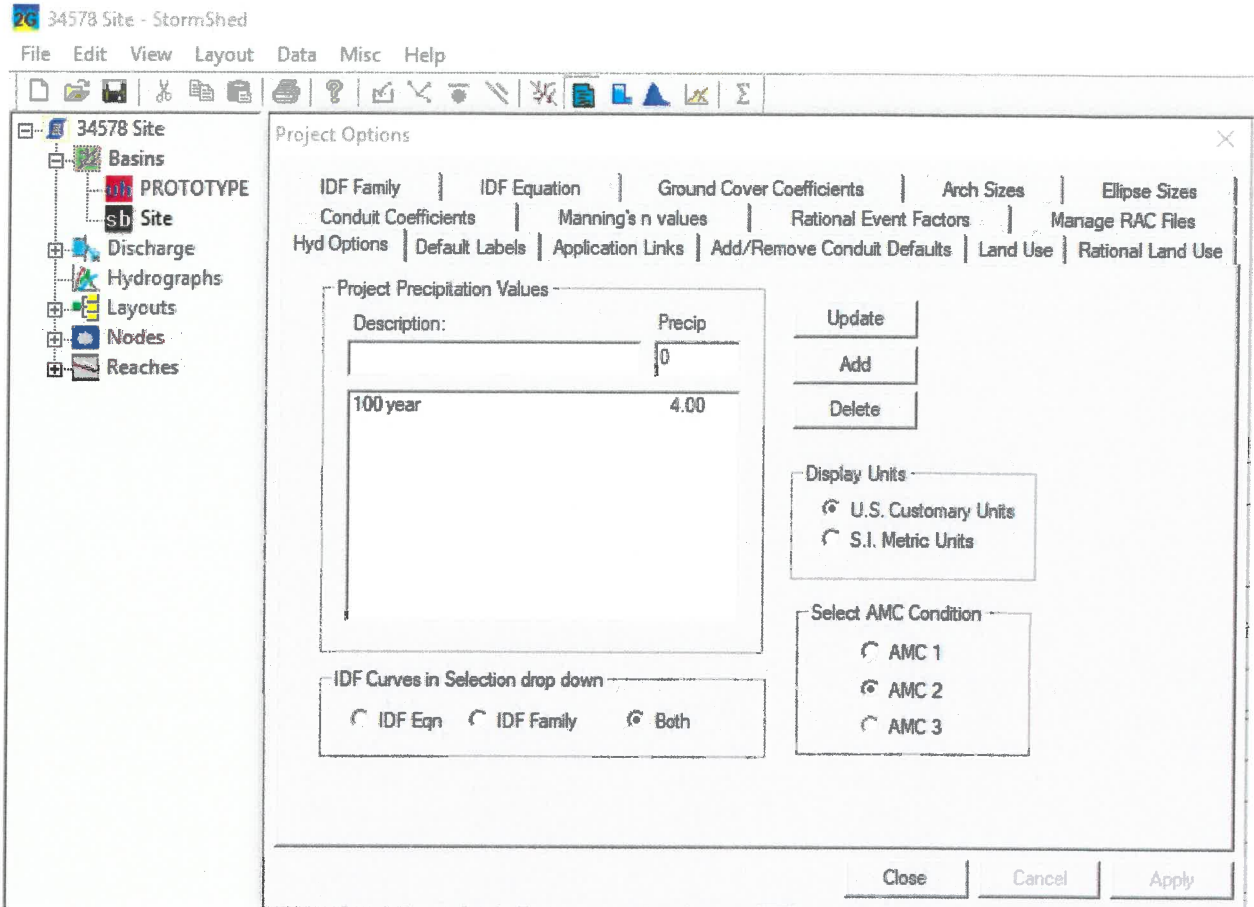 2G 34578 Site - StormShed
File Edit View Layout Data Misc Help
34578 Site
Basins
uh PROTOTYPE
sb Site
Discharge
Hydrographs
Layouts
Nodes
Reaches
Project Options
IDF Family IDF Equation Ground Cover Coefficients Arch Sizes Ellipse Sizes
Conduit Coefficients Manning's n values Rational Event Factors Manage RAC Files
Hyd Options Default Labels Application Links Add/Remove Conduit Defaults Land Use Rational Land Use
Project Precipitation Values
Description: Precip
0
100 year 4.00
Update
Add
Delete
Display Units
U.S. Customary Units
S.I. Metric Units
Select AMC Condition
AMC 1
AMC 2
AMC 3
IDF Curves in Selection drop down
IDF Eqn IDF Family Both
Close Cancel Apply